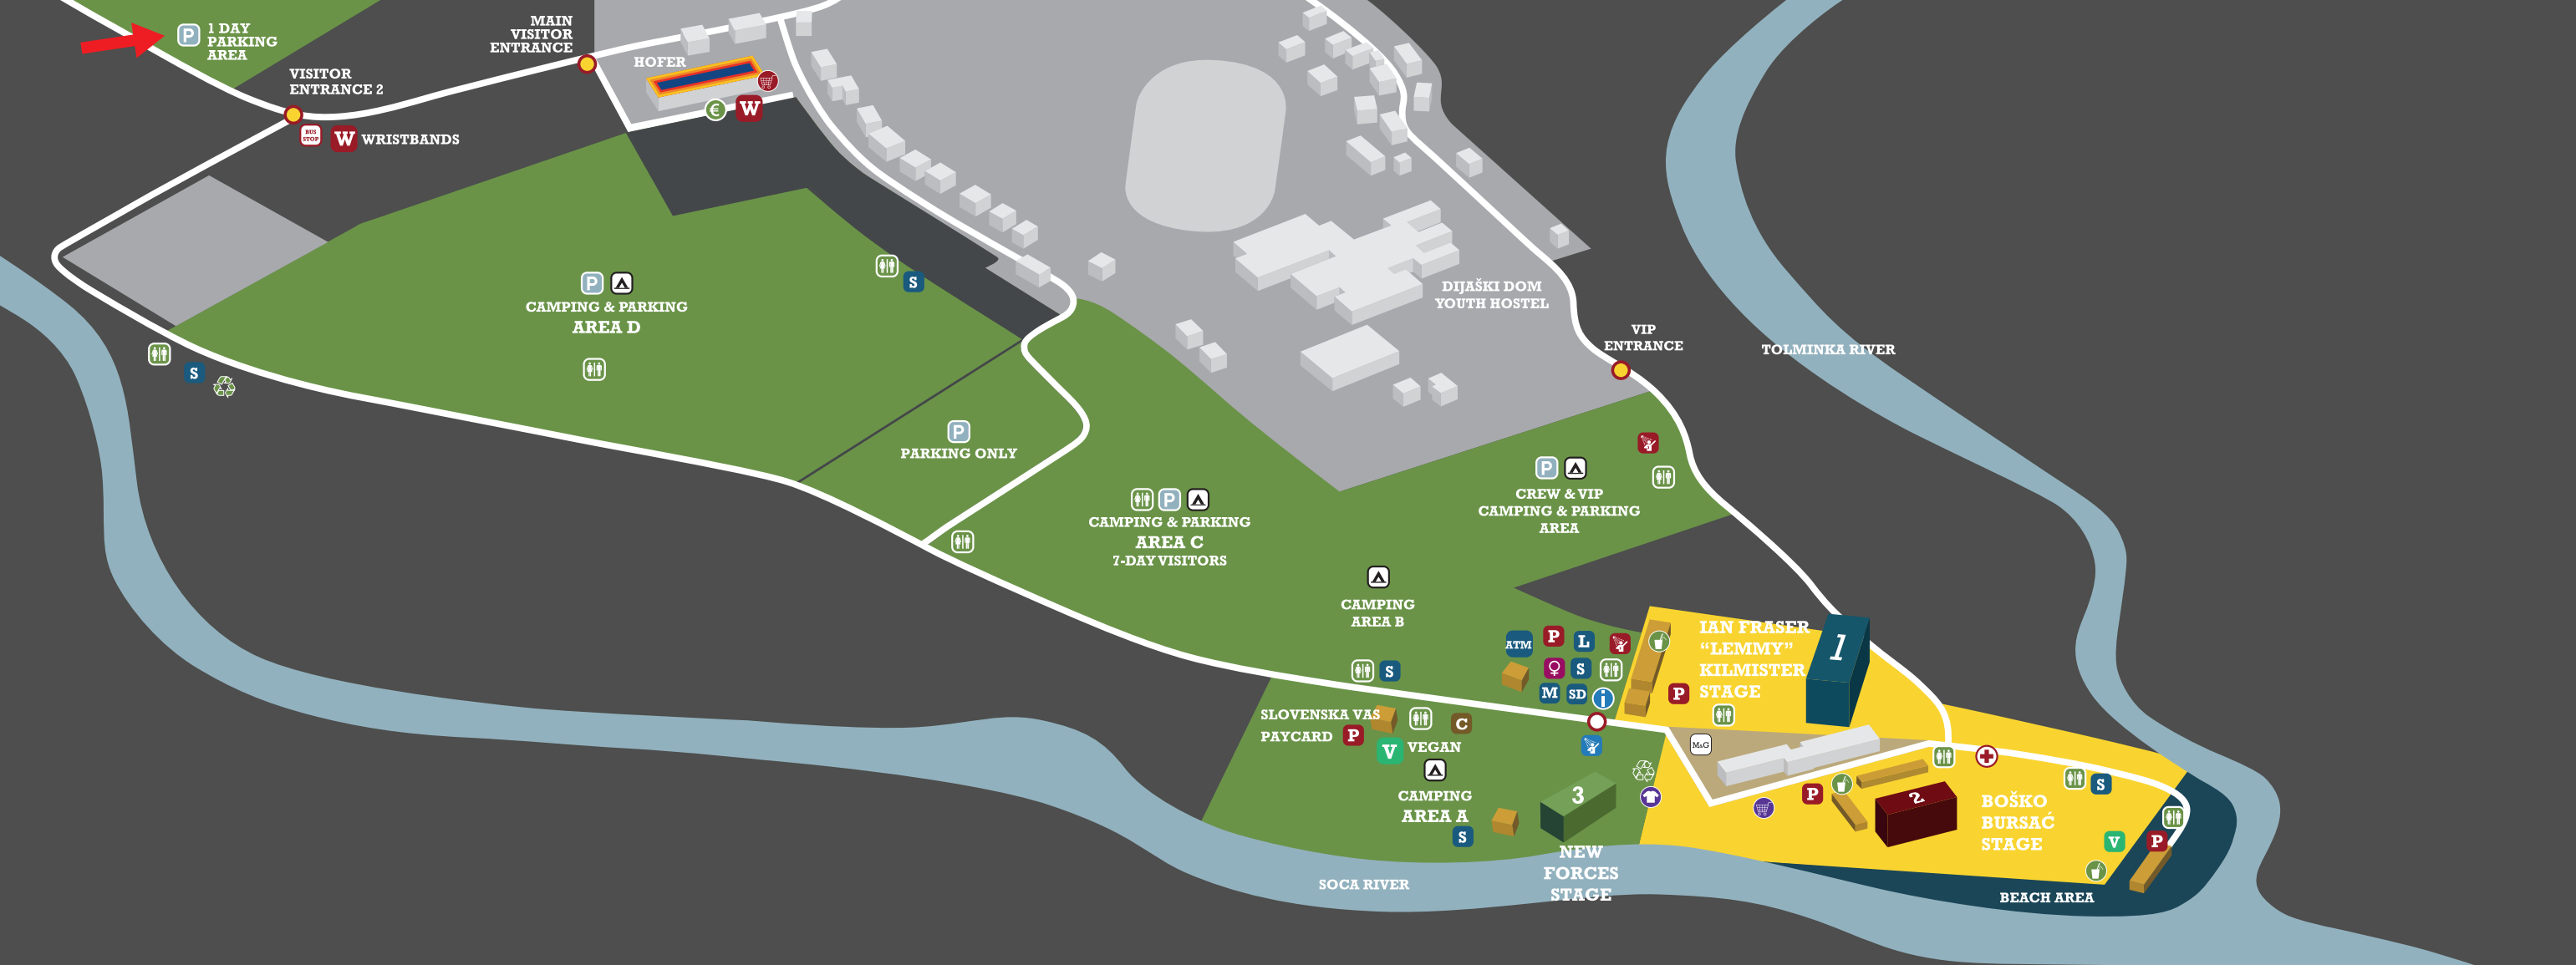 P
1 DAY
PARKING
AREA
VISITOR
ENTRANCE 2
BUS
STOP
W
WRISTBANDS
MAIN
VISITOR
ENTRANCE
HOFER
€
W
P
CAMPING & PARKING
AREA D
S
S
P
PARKING ONLY
P
CAMPING & PARKING
AREA C
7-DAY VISITORS
DIJAŠKI DOM
YOUTH HOSTEL
VIP
ENTRANCE
TOLMINKA RIVER
P
CREW & VIP
CAMPING & PARKING
AREA
CAMPING
AREA B
S
ATM
P
L
S
M
SD
i
IAN FRASER
“LEMMY”
KILMISTER
STAGE
P
1
SLOVENSKA VAS
PAYCARD
P
C
V
VEGAN
CAMPING
AREA A
S
3
NEW
FORCES
STAGE
M&G
P
2
BOŠKO
BURSAĆ
STAGE
S
V
P
SOCA RIVER
BEACH AREA